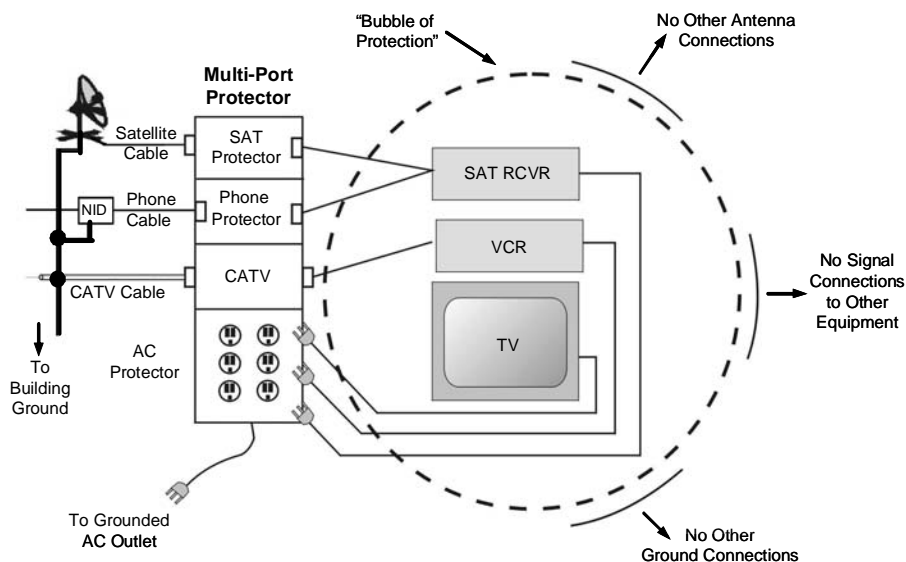 “Bubble of
Protection”
No Other Antenna
Connections
Multi-Port
Protector
Satellite
Cable
SAT
Protector
SAT RCVR
NID
Phone
Cable
Phone
Protector
VCR
CATV Cable
CATV
No Signal
Connections
to Other
Equipment
TV
To
Building
Ground
AC
Protector
To Grounded
AC Outlet
No Other
Ground Connections